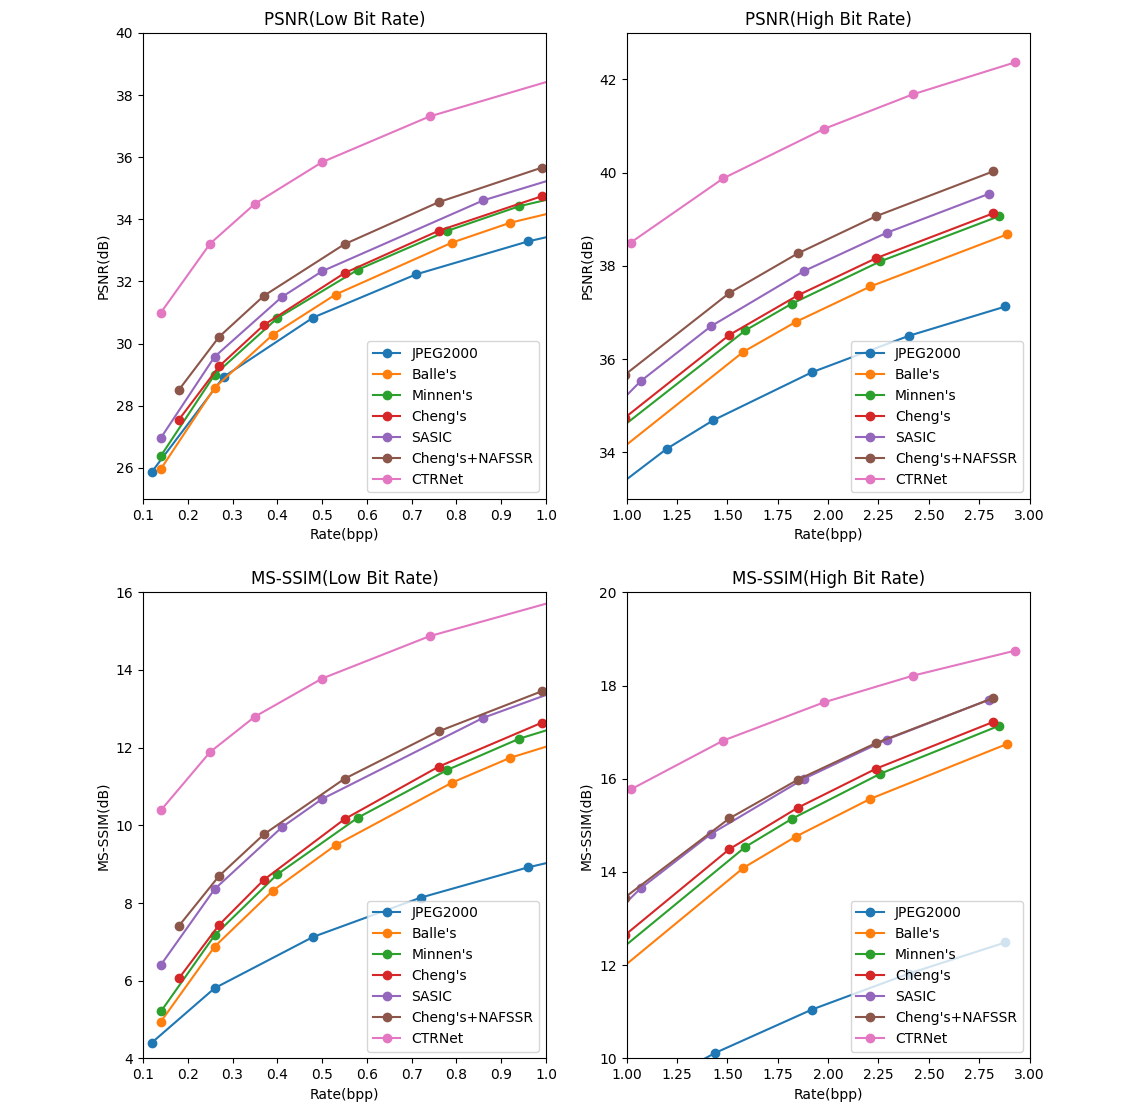 PSNR(Low Bit Rate)
PSNR(dB)
40
38
36
34
32
30
28
26
JPEG2000
Balle's
Minnen's
Cheng's
SASIC
Cheng's+NAFSSR
CTRNet
0.1 0.2 0.3 0.4 0.5 0.6 0.7 0.8 0.9 1.0
Rate(bpp)
PSNR(High Bit Rate)
PSNR(dB)
42
40
38
36
34
JPEG2000
Balle's
Minnen's
Cheng's
SASIC
Cheng's+NAFSSR
CTRNet
1.00 1.25 1.50 1.75 2.00 2.25 2.50 2.75 3.00
Rate(bpp)
MS-SSIM(Low Bit Rate)
MS-SSIM(dB)
16
14
12
10
8
6
4
JPEG2000
Balle's
Minnen's
Cheng's
SASIC
Cheng's+NAFSSR
CTRNet
0.1 0.2 0.3 0.4 0.5 0.6 0.7 0.8 0.9 1.0
Rate(bpp)
MS-SSIM(High Bit Rate)
MS-SSIM(dB)
20
18
16
14
12
10
JPEG2000
Balle's
Minnen's
Cheng's
SASIC
Cheng's+NAFSSR
CTRNet
1.00 1.25 1.50 1.75 2.00 2.25 2.50 2.75 3.00
Rate(bpp)